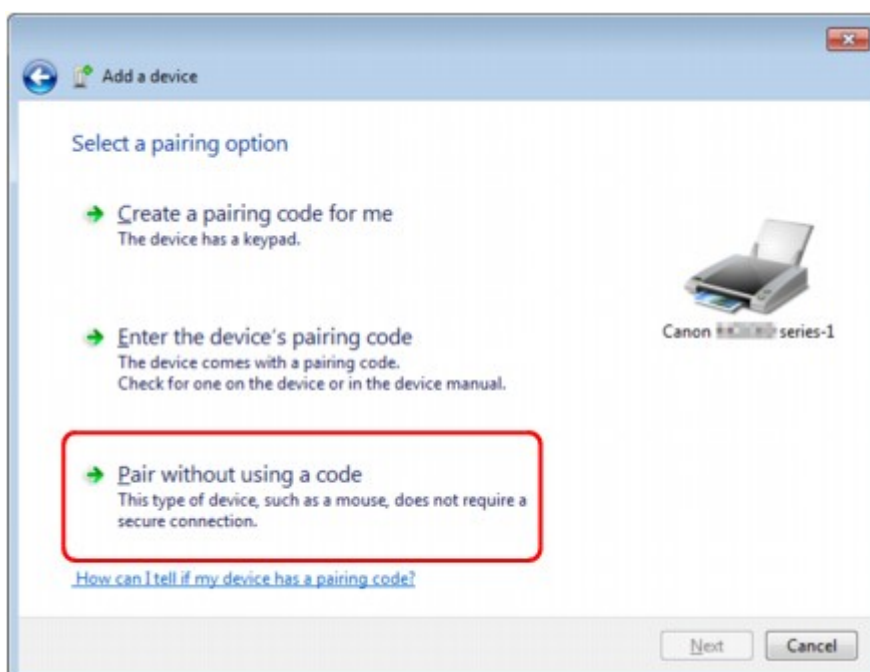 Add a device
Select a pairing option
Create a pairing code for me
The device has a keypad.
Enter the device's pairing code
The device comes with a pairing code.
Check for one on the device or in the device manual.
Canon series-1
Pair without using a code
This type of device, such as a mouse, does not require a
secure connection.
How can I tell if my device has a pairing code?
Next
Cancel